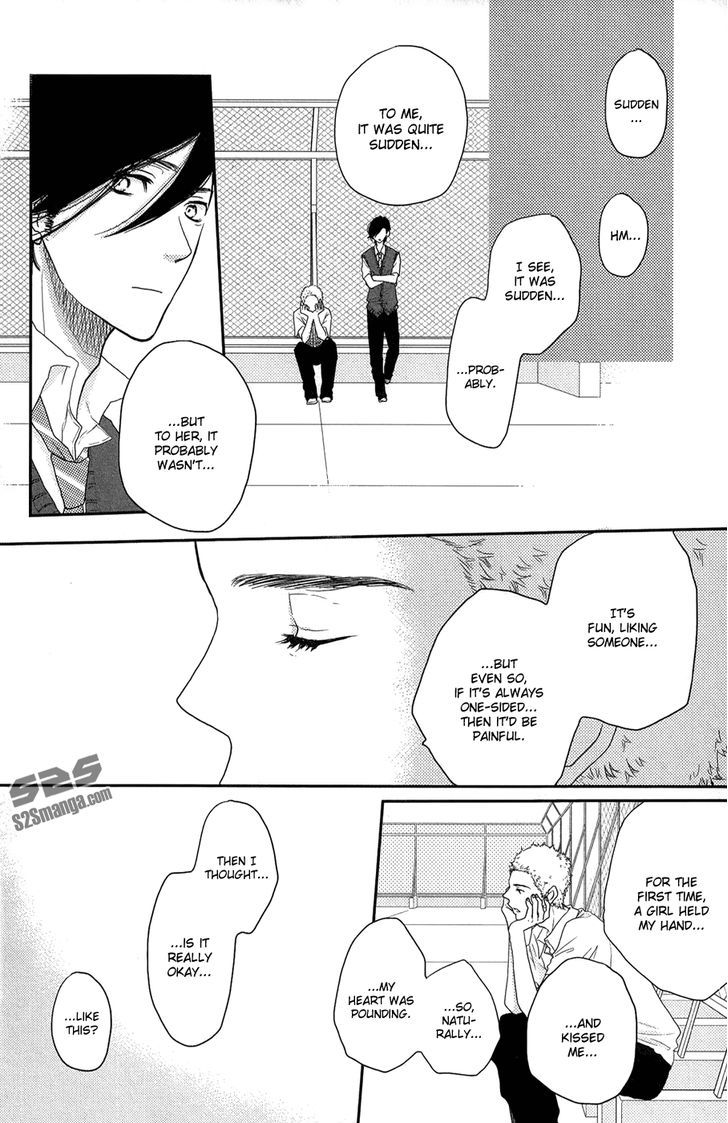 SUDDEN
...
HM...
TO ME,
IT WAS QUITE
SUDDEN...
I SEE,
IT WAS
SUDDEN...
...PROB-
ABLY.
...BUT
TO HER, IT
PROBABLY
WASN'T...
IT'S
FUN, LIKING
SOMEONE...
...BUT
EVEN SO,
IF IT'S ALWAYS
ONE-SIDED...
THEN IT'D BE
PAINFUL.
S2S
S2Smanga.com
FOR THE
FIRST TIME,
A GIRL HELD
MY HAND...
...AND
KISSED
ME...
...SO,
NATU-
RALLY...
...MY
HEART WAS
POUNDING.
THEN I
THOUGHT...
...IS IT
REALLY
OKAY...
...LIKE
THIS?